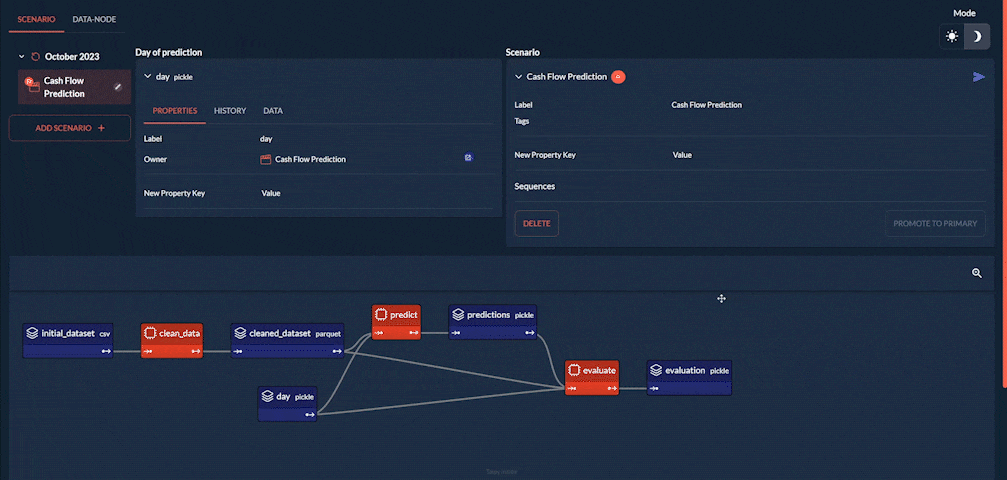 SCENARIO DATA-NODE
Mode
October 2023
Cash Flow
Prediction
ADD SCENARIO +
Day of prediction
day pickle
PROPERTIES HISTORY DATA
Label day
Owner Cash Flow Prediction
New Property Key Value
Scenario
Cash Flow Prediction
Label Cash Flow Prediction
Tags
New Property Key Value
Sequences
DELETE PROMOTE TO PRIMARY
initial_dataset csv
clean_data
cleaned_dataset parquet
predict
predictions pickle
day pickle
evaluate
evaluation pickle